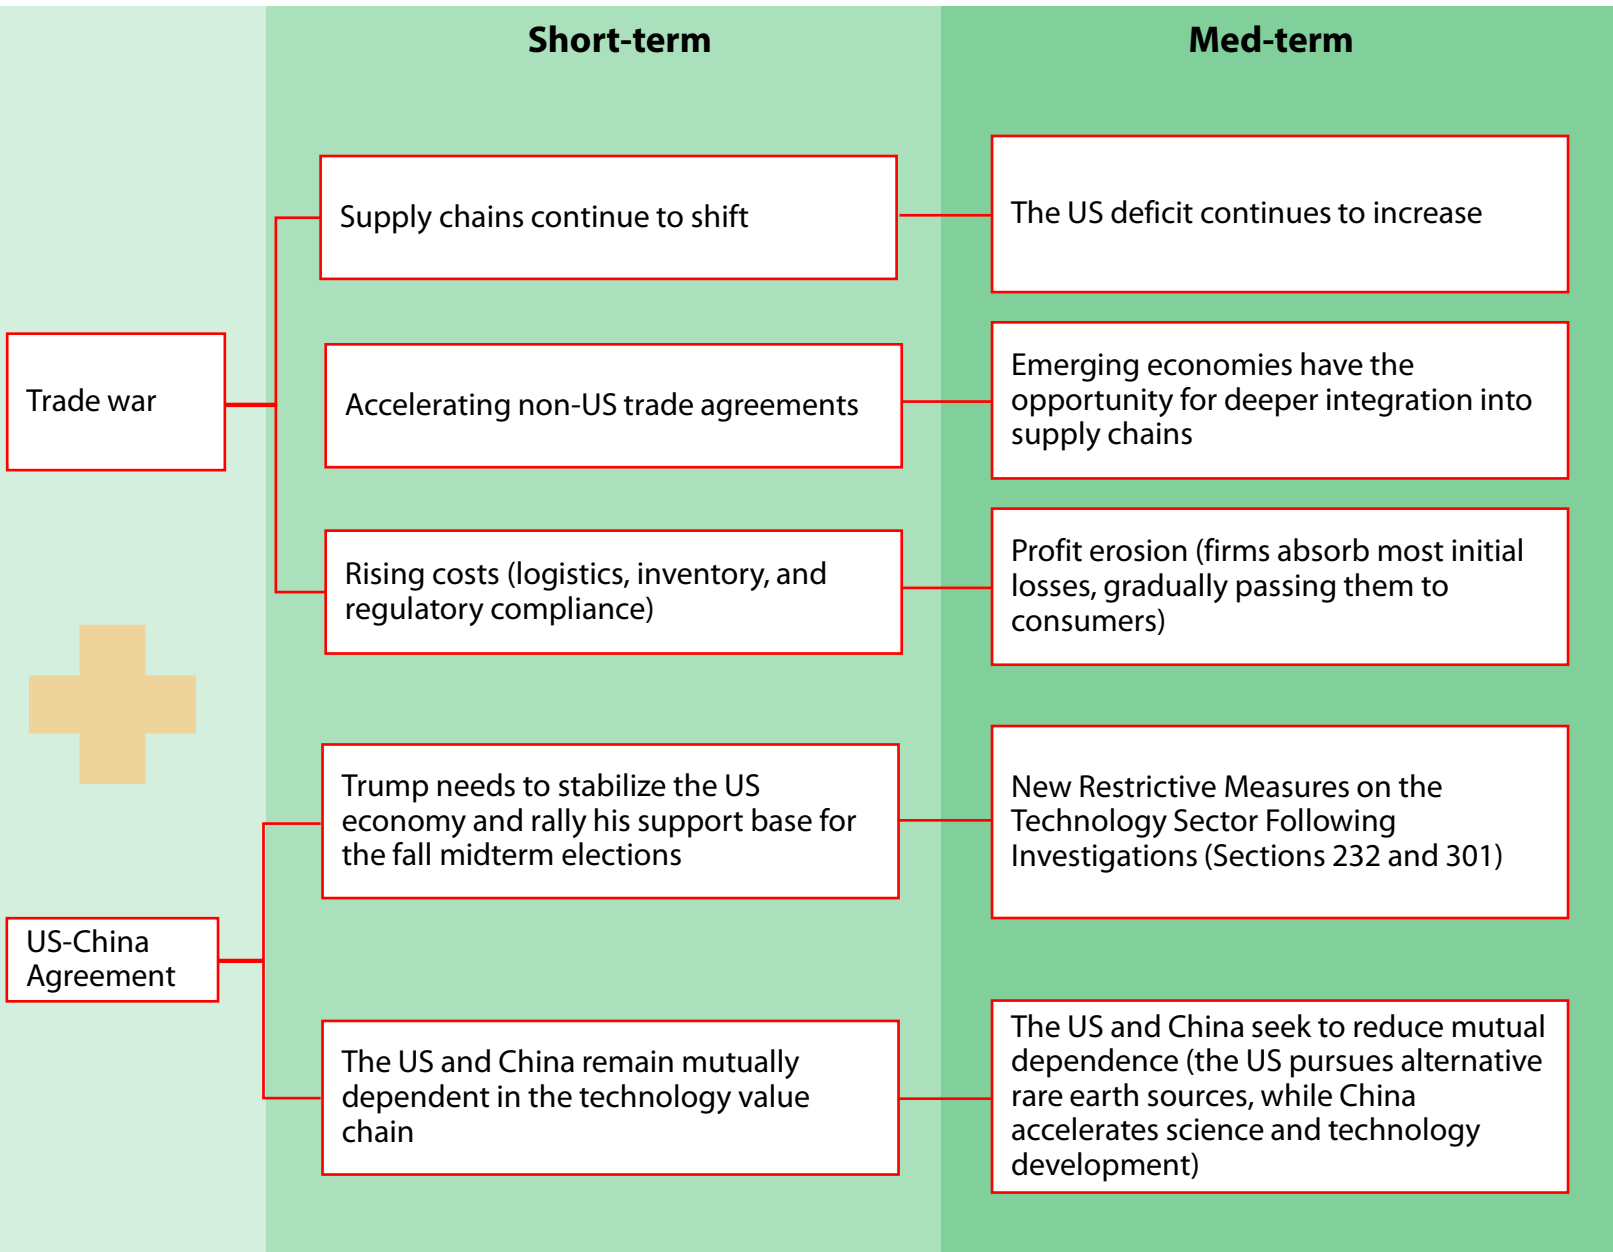 Short-term
Med-term
Supply chains continue to shift
The US deficit continues to increase
Trade war
Accelerating non-US trade agreements
Emerging economies have the
opportunity for deeper integration into
supply chains
Rising costs (logistics, inventory, and
regulatory compliance)
Profit erosion (firms absorb most initial
losses, gradually passing them to
consumers)
Trump needs to stabilize the US
economy and rally his support base for
the fall midterm elections
New Restrictive Measures on the
Technology Sector Following
Investigations (Sections 232 and 301)
US-China
Agreement
The US and China remain mutually
dependent in the technology value
chain
The US and China seek to reduce mutual
dependence (the US pursues alternative
rare earth sources, while China
accelerates science and technology
development)